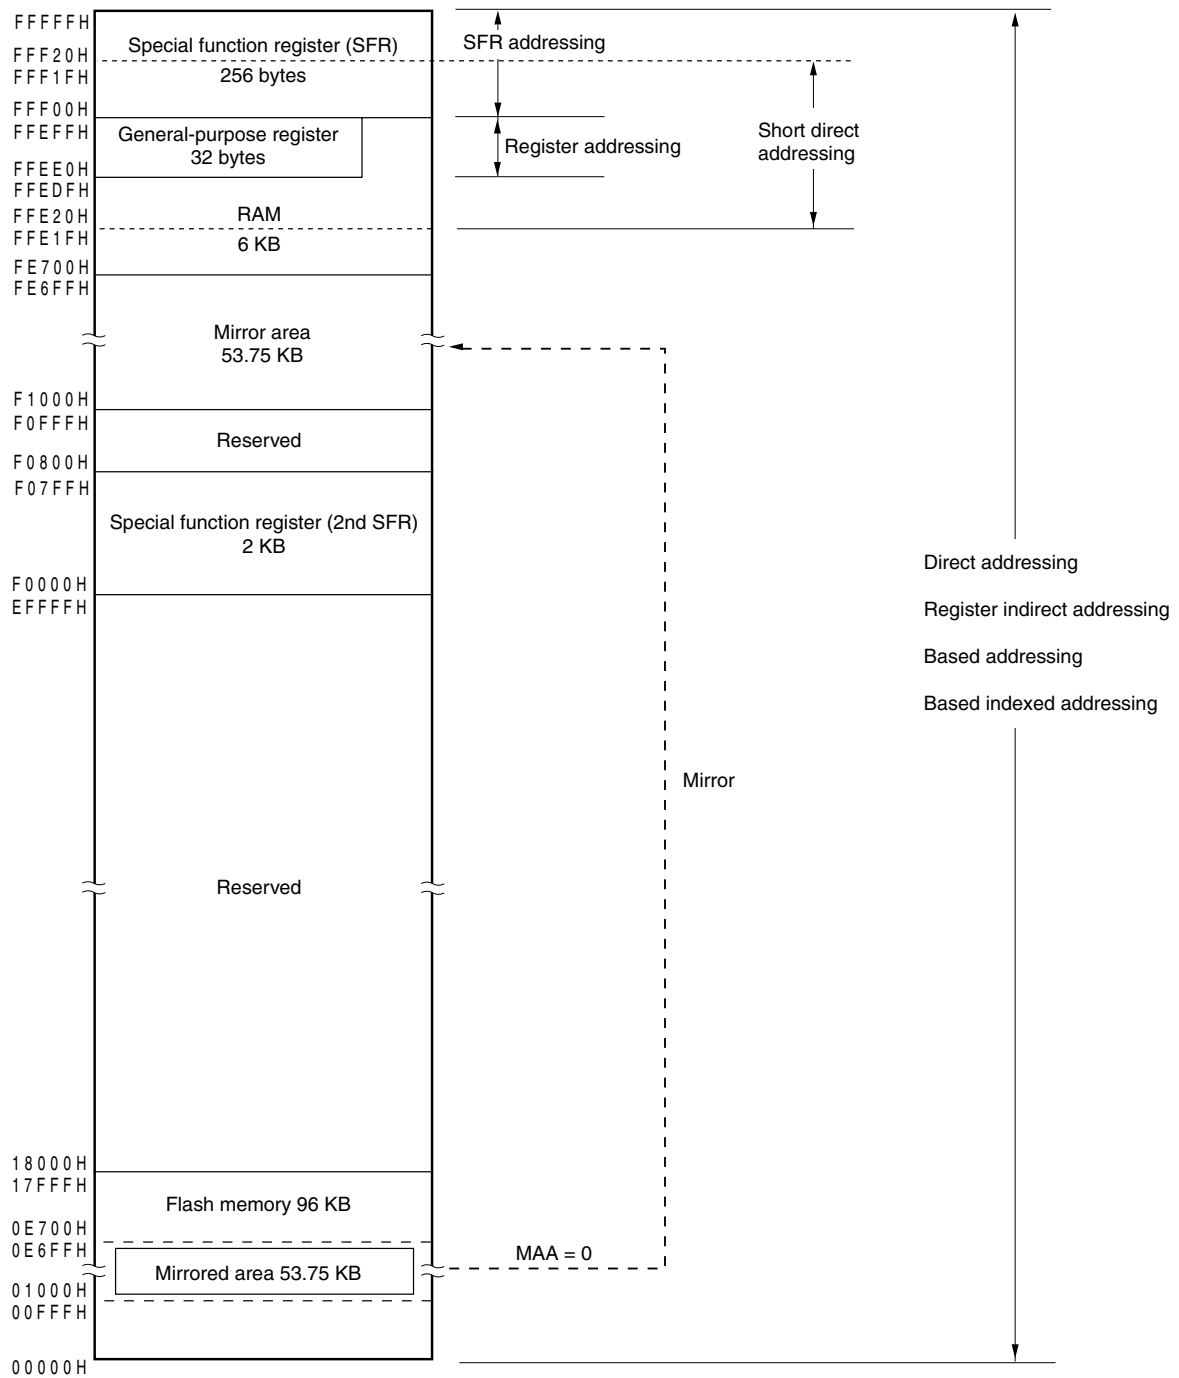 FFFFFH
Special function register (SFR)
256 bytes
SFR addressing
FFF20H
FFF1FH
FFF00H
FFEFFH
General-purpose register
32 bytes
Register addressing
Short direct
addressing
FFEE0H
FFEDFH
FFE20H
RAM
6 KB
FFE1FH
FE700H
FE6FFH
Mirror area
53.75 KB
F1000H
F0FFFH
Reserved
F0800H
F07FFH
Special function register (2nd SFR)
2 KB
F0000H
EFFFFH
Direct addressing
Register indirect addressing
Based addressing
Based indexed addressing
Mirror
Reserved
18000H
17FFFH
Flash memory 96 KB
0E700H
0E6FFH
MAA = 0
Mirrored area 53.75 KB
01000H
00FFFH
00000H